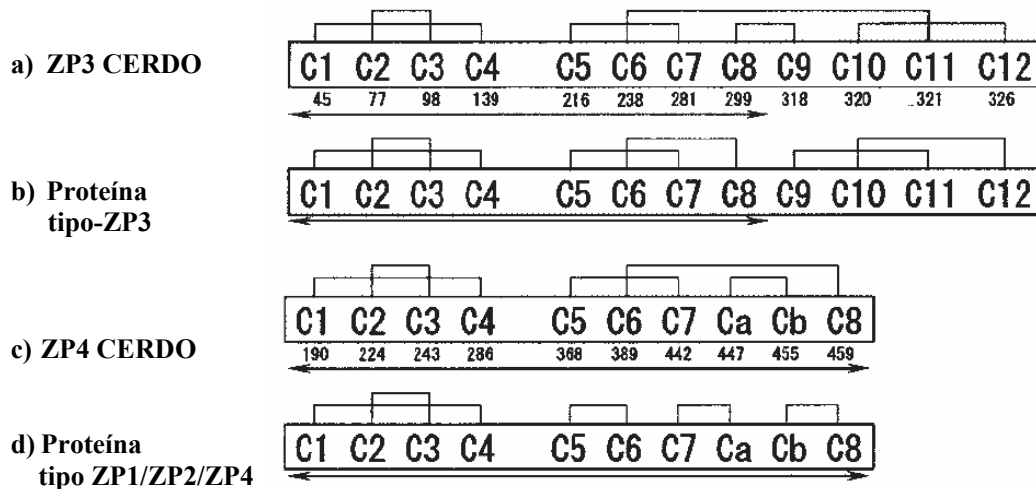 a) ZP3 CERDO
C1 C2 C3 C4 C5 C6 C7 C8 C9 C10 C11 C12
45 77 98 139 216 238 281 299 318 320 321 326
b) Proteína
tipo-ZP3
C1 C2 C3 C4 C5 C6 C7 C8 C9 C10 C11 C12
c) ZP4 CERDO
C1 C2 C3 C4 C5 C6 C7 Ca Cb C8
190 224 243 286 368 389 442 447 455 459
d) Proteína
tipo ZP1/ZP2/ZP4
C1 C2 C3 C4 C5 C6 C7 Ca Cb C8